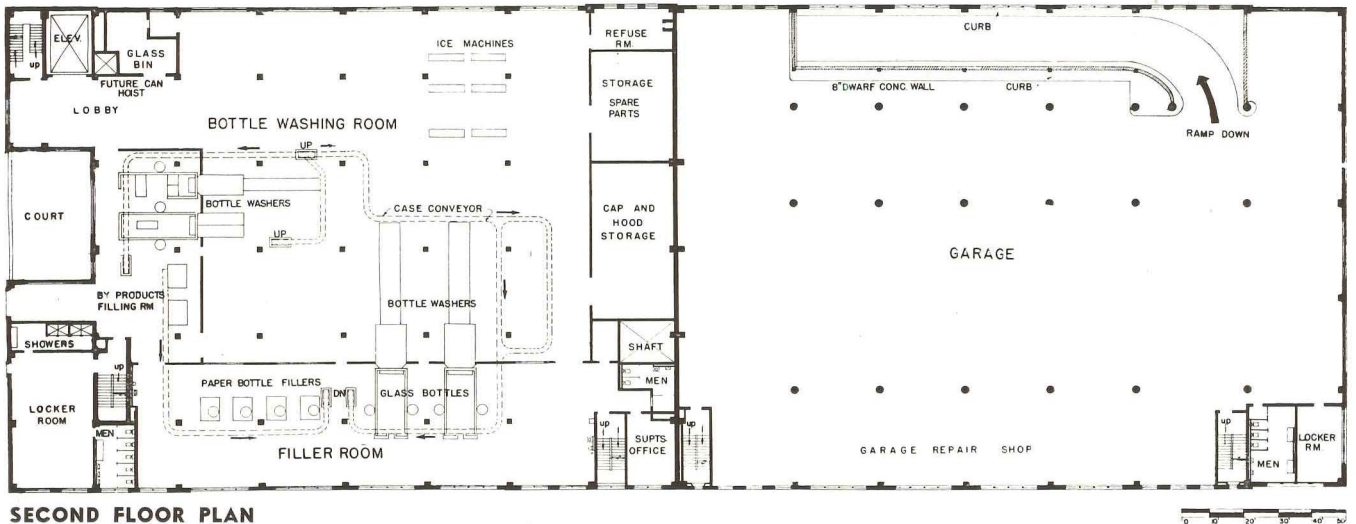 ELEV.
up
GLASS
BIN
FUTURE CAN
HOIST
LOBBY
ICE MACHINES
REFUSE
RM.
STORAGE
SPARE
PARTS
BOTTLE WASHING ROOM
UP
COURT
BOTTLE WASHERS
CASE CONVEYOR
UP
CAP AND
HOOD
STORAGE
BY PRODUCTS
FILLING RM
BOTTLE WASHERS
SHOWERS
up
SHAFT
MEN
LOCKER
ROOM
MEN
PAPER BOTTLE FILLERS
DN
GLASS BOTTLES
FILLER ROOM
up
SUPTS.
OFFICE
CURB
8" DWARF CONC. WALL
CURB
RAMP DOWN
GARAGE
up
GARAGE REPAIR SHOP
up
MEN
LOCKER
RM.
SECOND FLOOR PLAN
0 10' 20' 30' 40' 50'